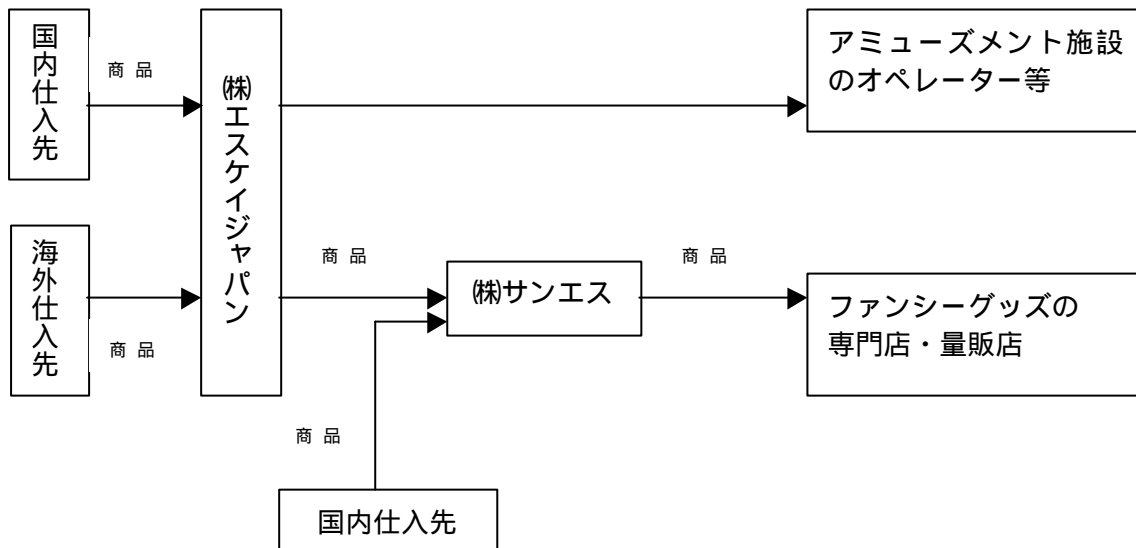 国内仕入先
商品
㈱エスケイジャパン
アミューズメント施設
のオペレーター等
海外仕入先
商品
商品
㈱サンエス
商品
ファンシーグッズの
専門店・量販店
商品
国内仕入先